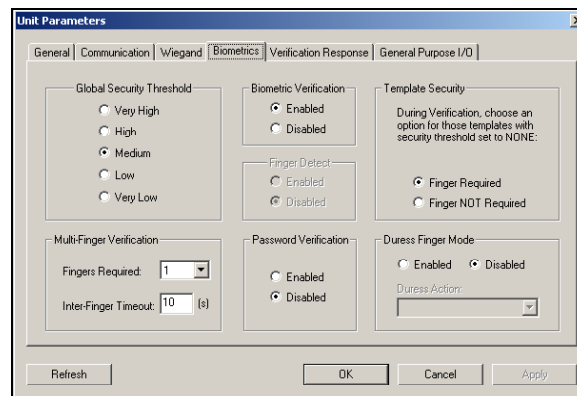 Unit Parameters
General Communication Wiegand Biometrics Verification Response General Purpose I/O
Global Security Threshold
Very High
High
Medium
Low
Very Low
Biometric Verification
Enabled
Disabled
Finger Detect
Enabled
Disabled
Template Security
During Verification, choose an
option for those templates with
security threshold set to NONE:
Finger Required
Finger NOT Required
Multi-Finger Verification
Fingers Required: 1
Inter-Finger Timeout: 10 (s)
Password Verification
Enabled
Disabled
Duress Finger Mode
Enabled Disabled
Duress Action:
Refresh OK Cancel Apply